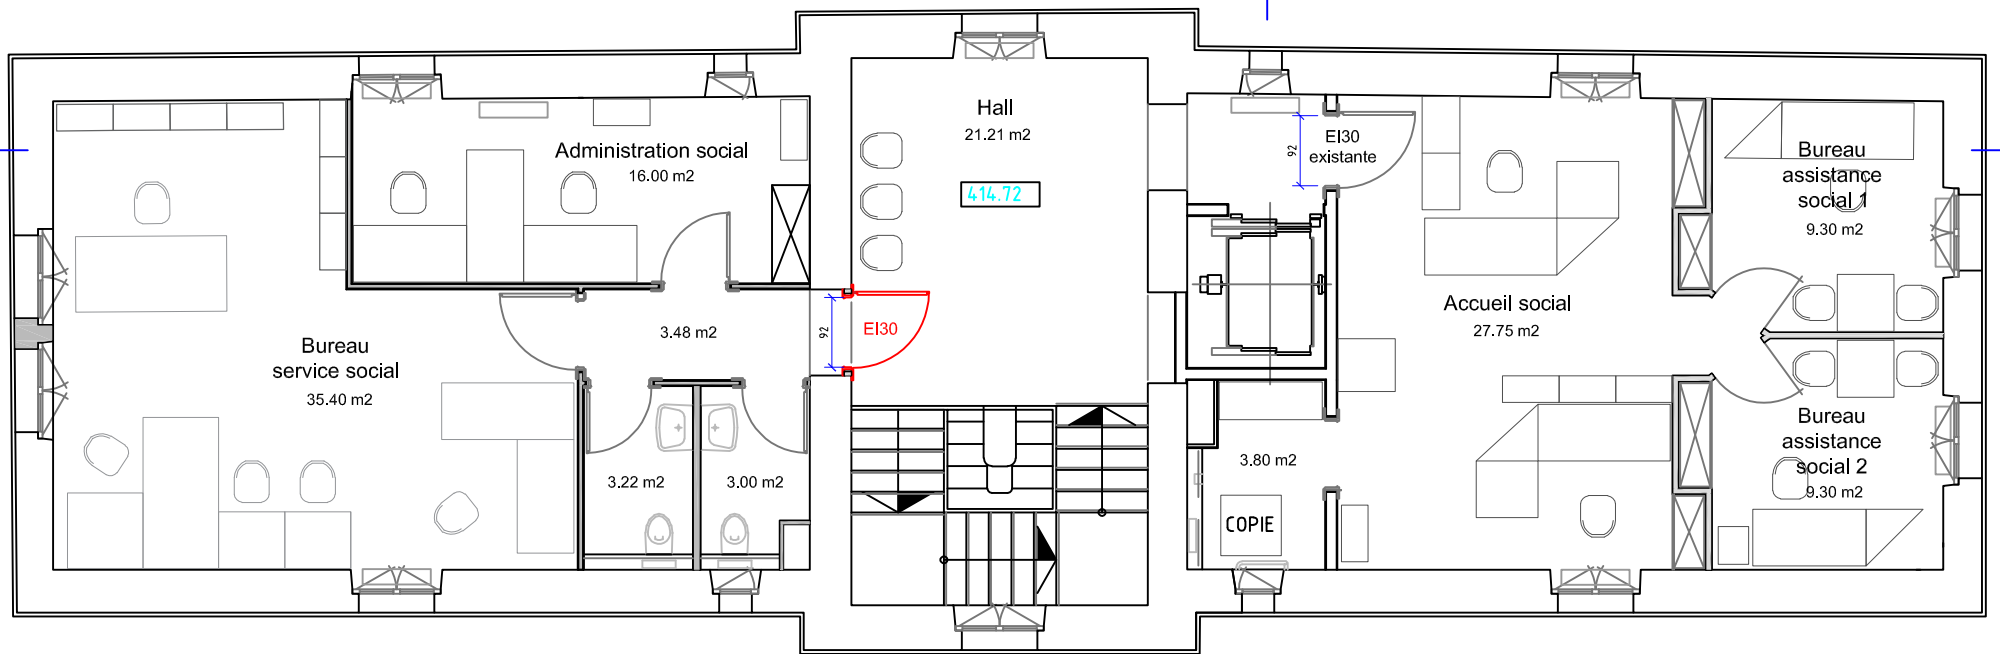 Hall
21.21 m2
414.72
Administration social
16.00 m2
EI30
existante
92
Bureau
assistance
social 1
9.30 m2
Accueil social
27.75 m2
3.48 m2
92
EI30
Bureau
service social
35.40 m2
Bureau
assistance
social 2
9.30 m2
3.22 m2
3.00 m2
3.80 m2
COPIE